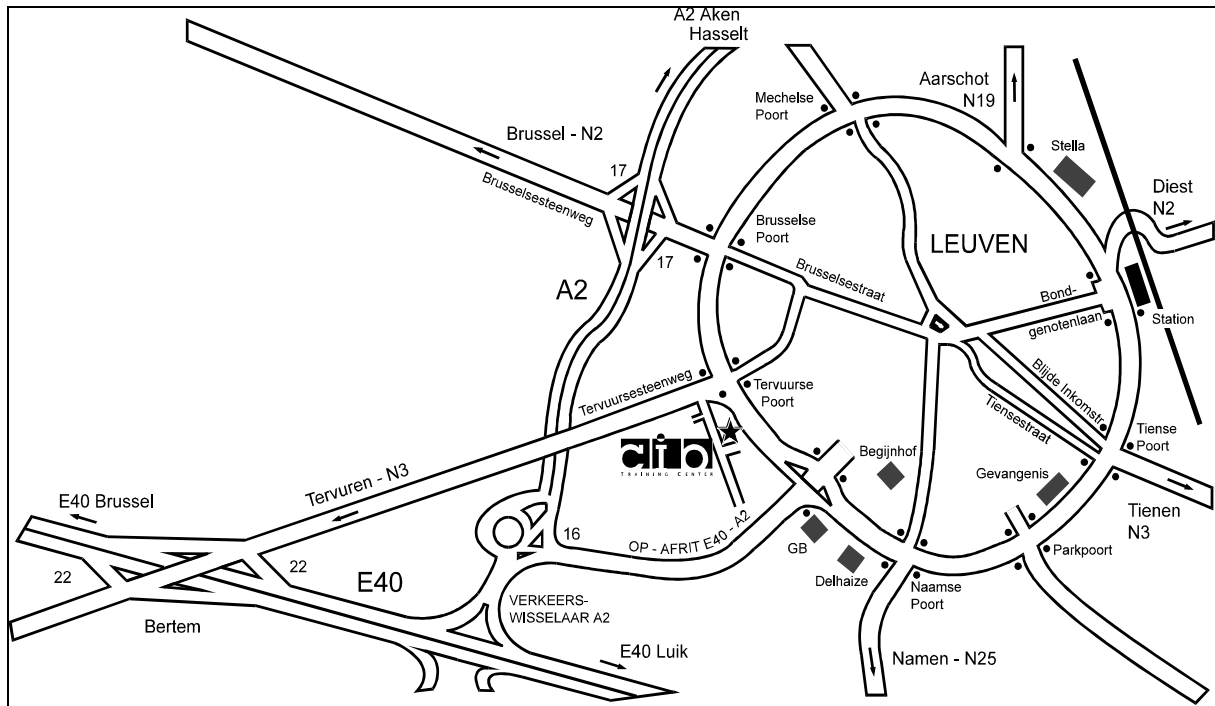 A2 Aken
Hasselt
Mechelse
Poort
Aarschot
N19
Stella
Brussel - N2
17
Brusselsesteenweg
Diest
N2
Brusselse
Poort
LEUVEN
17
A2
Brusselsestraat
Bond-
genotenlaan
Station
Tervuursesteenweg
Tervuurse
Poort
Blijde Inkomstr.
Tiensestraat
Tiense
Poort
cib
TRAINING CENTER
Begijnhof
Gevangenis
Tervuren - N3
E40 Brussel
Tienen
N3
16
OP - AFRIT E40 - A2
GB
Delhaize
Parkpoort
22
22
E40
Naamse
Poort
VERKEERS-
WISSELAAR A2
Bertem
E40 Luik
Namen - N25